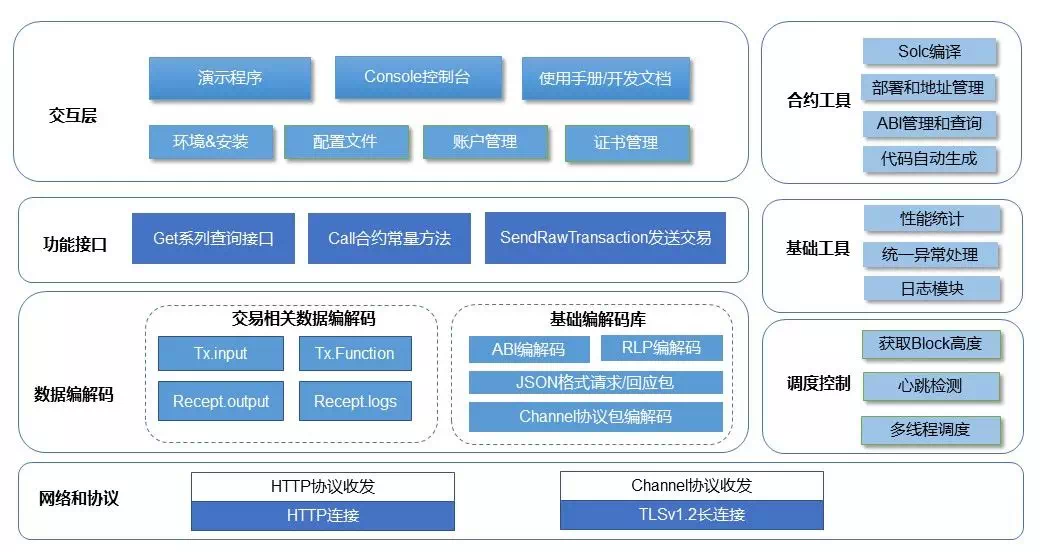 交互层
演示程序
Console控制台
使用手册/开发文档
环境&安装
配置文件
账户管理
证书管理
合约工具
Solc编译
部署和地址管理
ABI管理和查询
代码自动生成
功能接口
Get系列查询接口
Call合约常量方法
SendRawTransaction发送交易
基础工具
性能统计
统一异常处理
日志模块
数据编解码
交易相关数据编解码
Tx.input
Tx.Function
Recept.output
Recept.logs
基础编解码库
ABI编解码
RLP编解码
JSON格式请求/回应包
Channel协议包编解码
调度控制
获取Block高度
心跳检测
多线程调度
网络和协议
HTTP协议收发
HTTP连接
Channel协议收发
TLSv1.2长连接